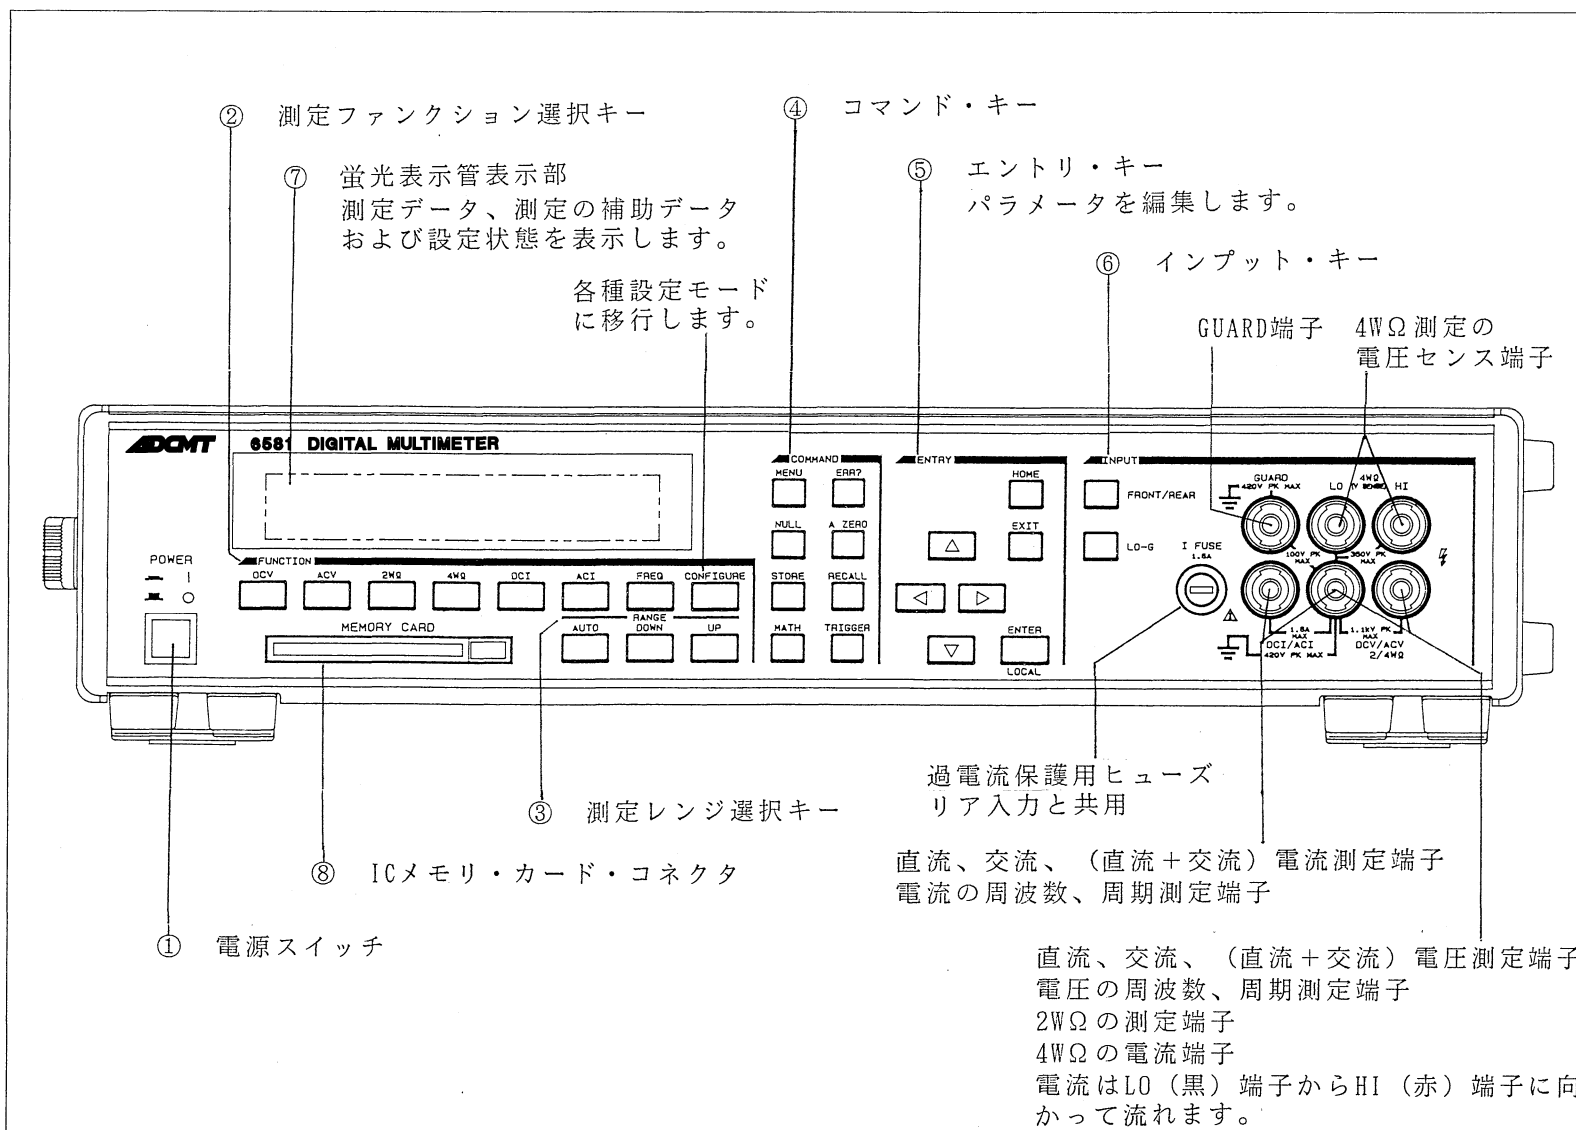 ② 測定ファンクション選択キー
④ コマンド・キー
⑦ 蛍光表示管表示部
測定データ、測定の補助データ
および設定状態を表示します。
⑤ エントリ・キー
パラメータを編集します。
各種設定モード
に移行します。
⑥ インプット・キー
GUARD端子
4WΩ測定の
電圧センス端子
ADCMT 6581 DIGITAL MULTIMETER
COMMAND
MENU ERR?
NULL A ZERO
STORE RECALL
MATH TRIGGER
ENTRY
HOME
EXIT
△
◁ ▷
▽
ENTER
LOCAL
INPUT
FRONT/REAR
LO-G
I FUSE
1.6A
GUARD
420V PK MAX
4WΩ
LO HI
100V PK
MAX
350V PK
MAX
1.6A
MAX
1.1kV PK
MAX
DCI/ACI
420V PK MAX
DCV/ACV
2/4WΩ
POWER
FUNCTION
DCV ACV 2WΩ 4WΩ DCI ACI FREQ CONFIGURE
MEMORY CARD
RANGE
AUTO DOWN UP
過電流保護用ヒューズ
リア入力と共用
③ 測定レンジ選択キー
⑧ ICメモリ・カード・コネクタ
直流、交流、（直流＋交流）電流測定端子
電流の周波数、周期測定端子
① 電源スイッチ
直流、交流、（直流＋交流）電圧測定端子
電圧の周波数、周期測定端子
2WΩの測定端子
4WΩの電流端子
電流はLO（黒）端子からHI（赤）端子に向
かって流れます。